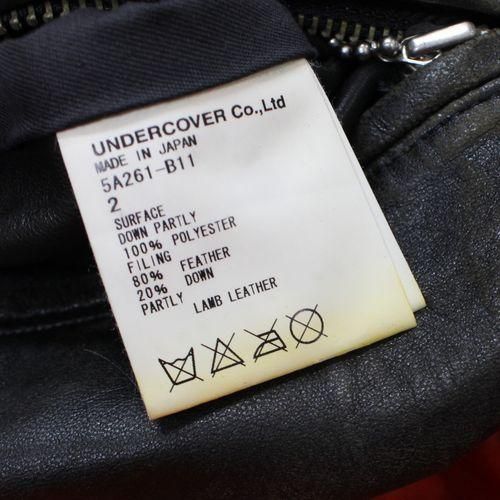 UNDERCOVER Co.,Ltd
MADE IN JAPAN
5A261-B11
2
SURFACE
DOWN PARTLY
100% POLYESTER
FILING
80% FEATHER
20% DOWN
PARTLY LAMB LEATHER